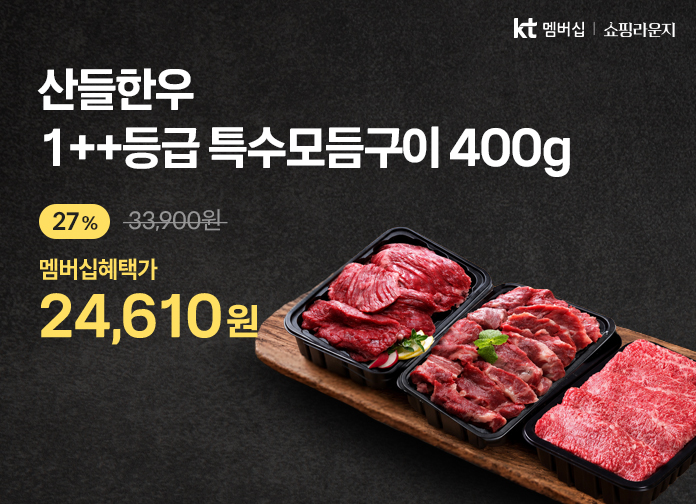 kt 멤버십 | 쇼핑라운지
산들한우
1++등급 특수모듬구이 400g
27% 33,900원
멤버십혜택가
24,610원